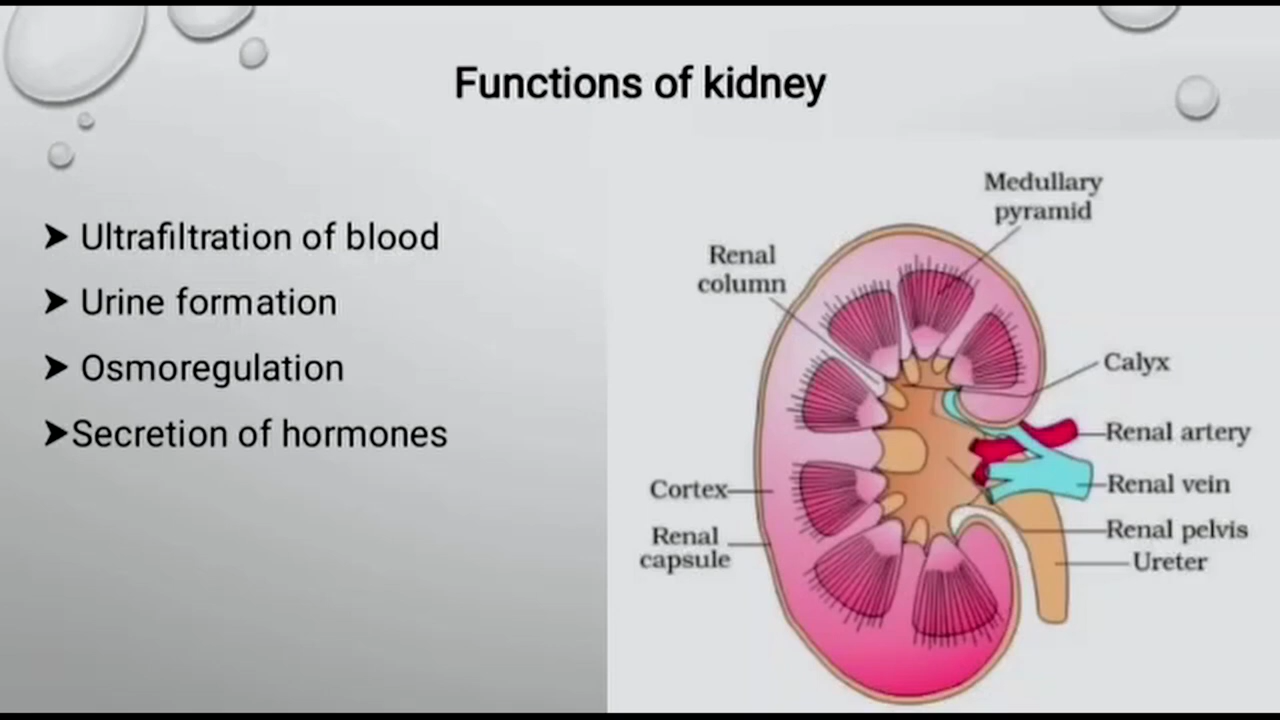 Functions of kidney
➤ Ultrafiltration of blood
➤ Urine formation
➤ Osmoregulation
➤Secretion of hormones
Medullary
pyramid
Renal
column
Calyx
Renal artery
Renal vein
Cortex
Renal pelvis
Renal
capsule
Ureter